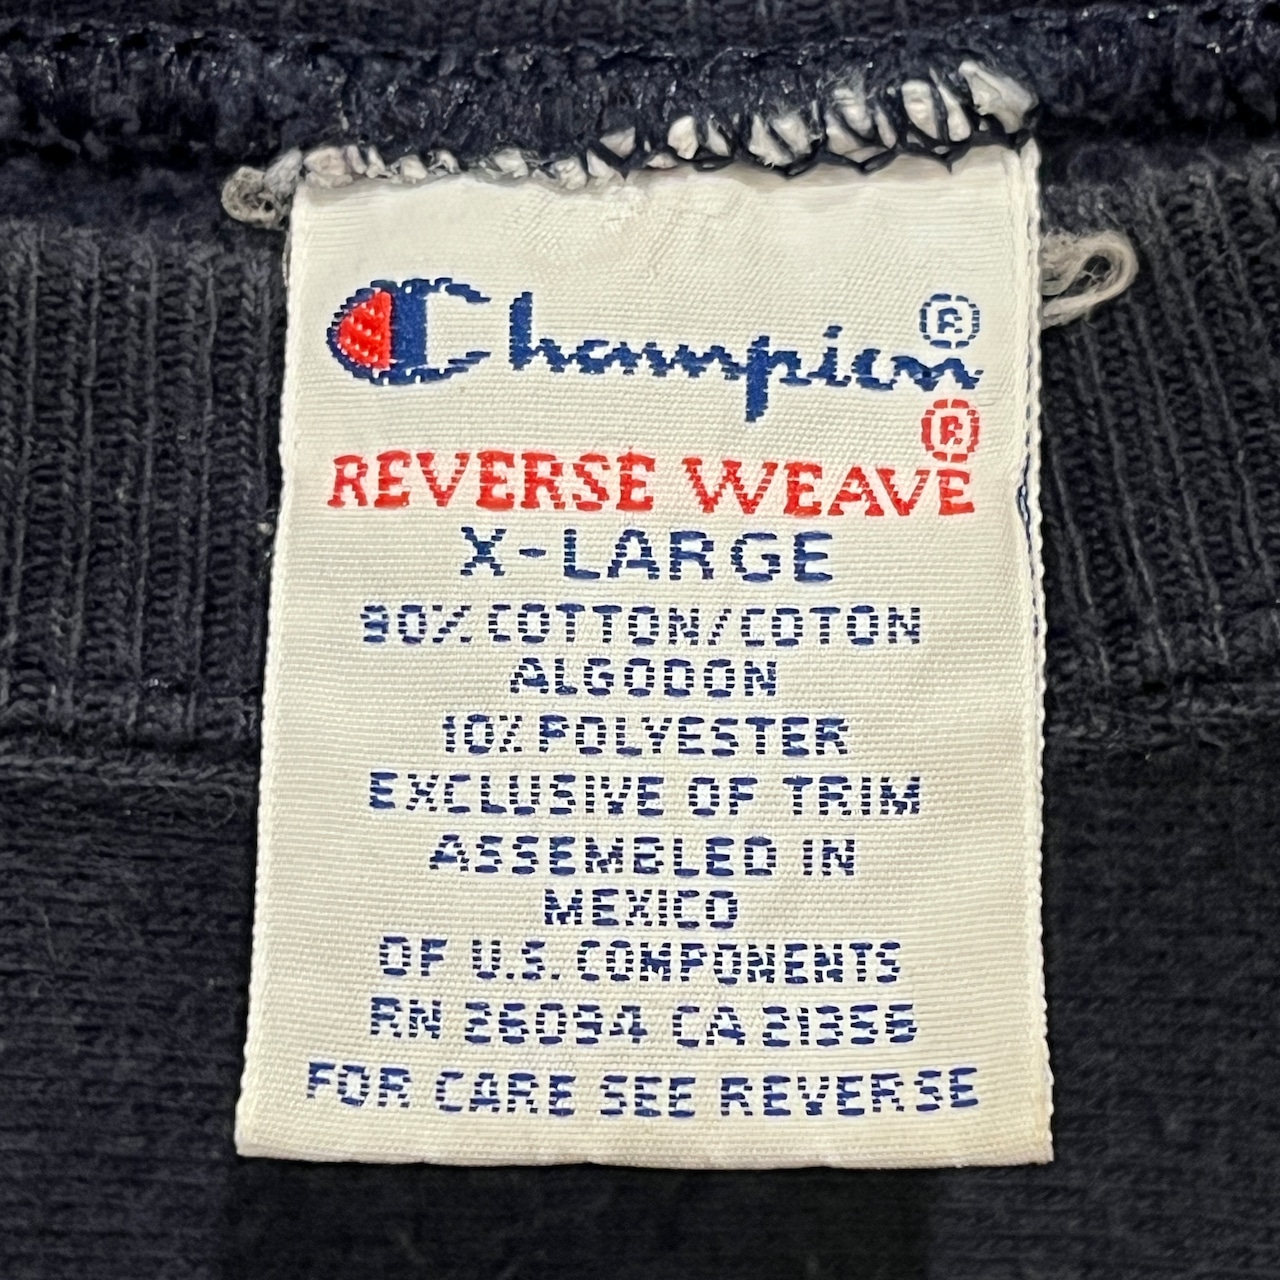 Champion®
REVERSE WEAVE®
X-LARGE
90% COTTON/COTON
ALGODON
10% POLYESTER
EXCLUSIVE OF TRIM
ASSEMBLED IN
MEXICO
OF U.S. COMPONENTS
RN 26094 CA 21356
FOR CARE SEE REVERSE